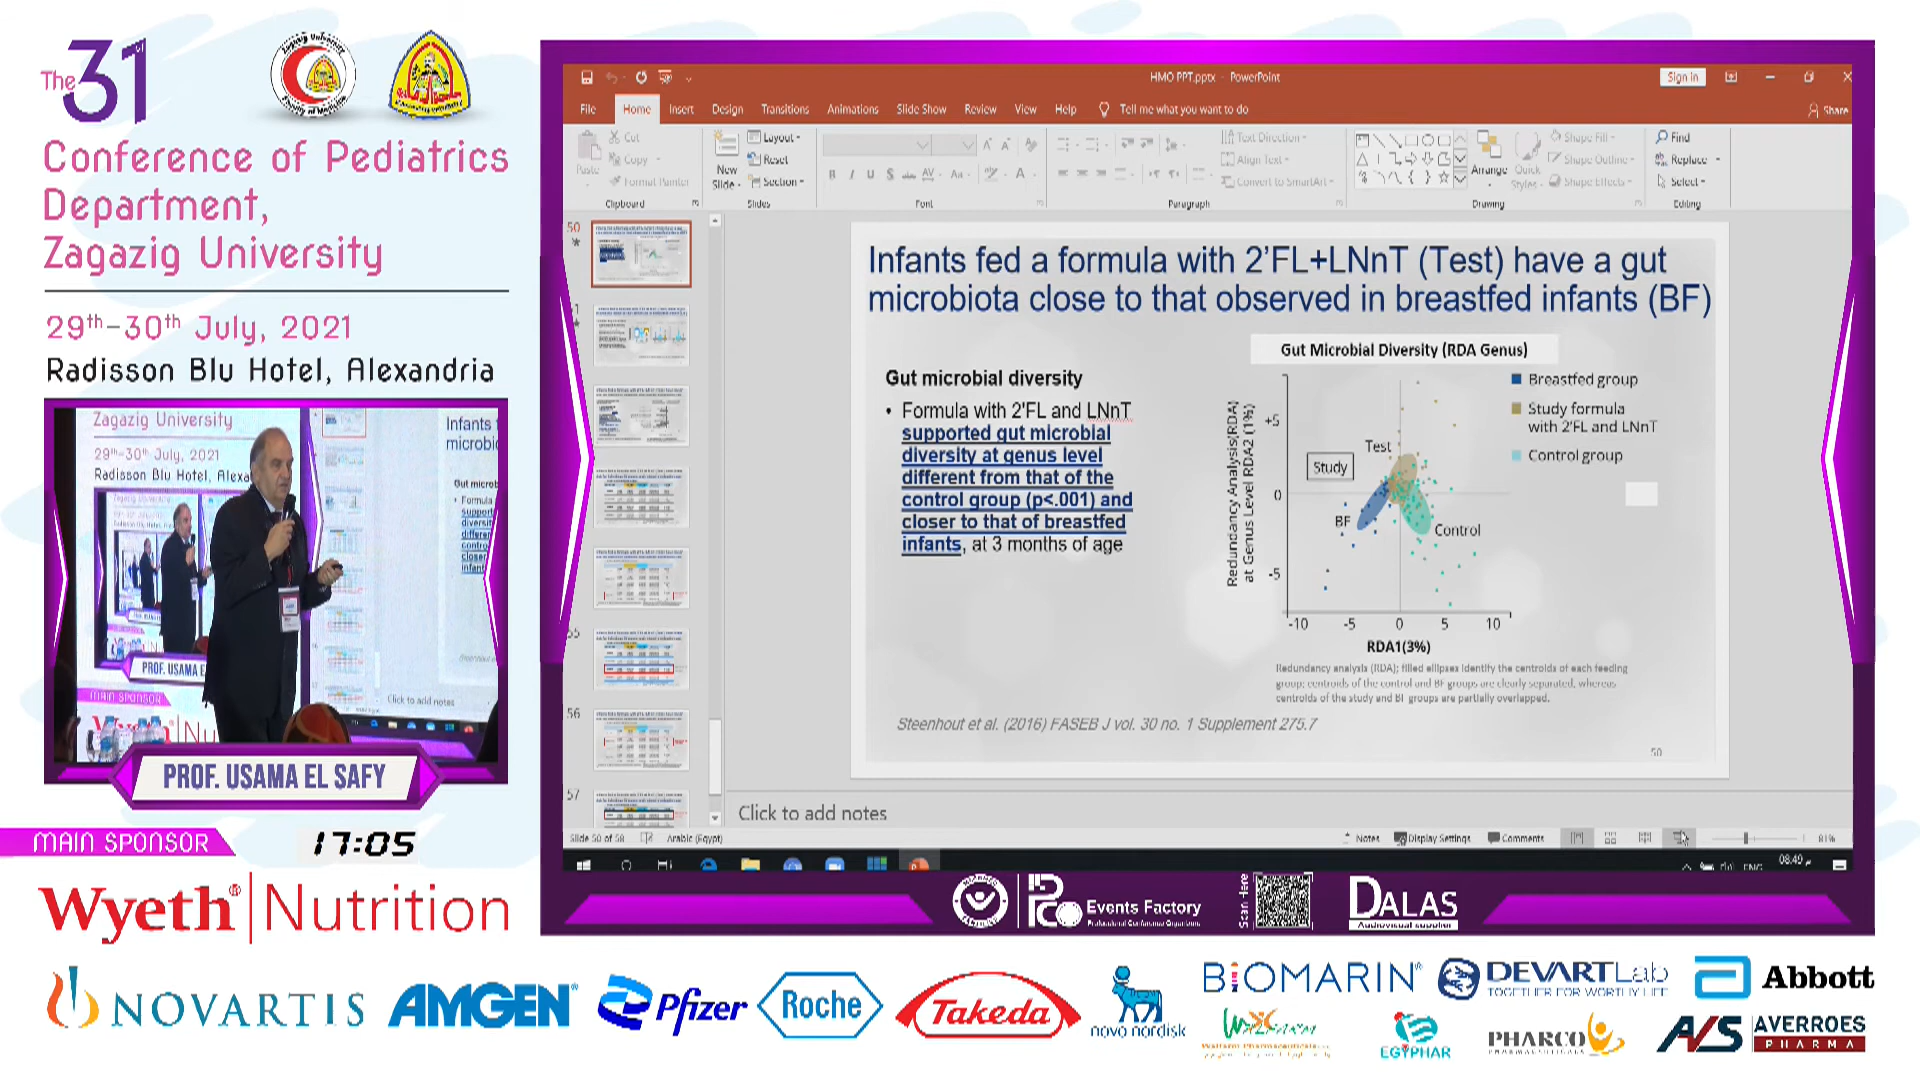 The 31st
Conference of Pediatrics
Department,
Zagazig University
29th-30th July, 2021
Radisson Blu Hotel, Alexandria
Zagazig University
29th-30th July, 2021
PROF. USAMA EL SAFY
MAIN SPONSOR
17:05
Wyeth® Nutrition
HMO PPT.pptx - PowerPoint
Sign in
File Home Insert Design Transitions Animations Slide Show Review View Help Tell me what you want to do
Share
Paste
Cut
Copy
Format Painter
Clipboard
New
Slide
Layout
Reset
Section
Slides
Font
Text Direction
Align Text
Convert to SmartArt
Paragraph
Arrange
Quick
Styles
Shape Fill
Shape Outline
Shape Effects
Drawing
Find
Replace
Select
Editing
50
56
57
Infants fed a formula with 2’FL+LNnT (Test) have a gut
microbiota close to that observed in breastfed infants (BF)
Gut microbial diversity
• Formula with 2'FL and LNnT
supported gut microbial
diversity at genus level
different from that of the
control group (p<.001) and
closer to that of breastfed
infants, at 3 months of age
Gut Microbial Diversity (RDA Genus)
Redundancy Analysis(RDA)
at Genus Level RDA2 (1%)
+5
0
-5
-10 -5 0 5 10
RDA1(3%)
Test
Study
BF
Control
Breastfed group
Study formula
with 2'FL and LNnT
Control group
Redundancy analysis (RDA); filled ellipses identify the centroids of each feeding
group; centroids of the control and BF groups are clearly separated, whereas
centroids of the study and BF groups are partially overlapped.
Steenhout et al. (2016) FASEB J vol. 30 no. 1 Supplement 275.7
50
Click to add notes
Slide 50 of 58 Arabic (Egypt)
Notes Display Settings Comments 81%
ENG 08:49 م
Events Factory
Professional Conference Organizers
Scan Here
DALAS
Audiovisual supplier
NOVARTIS
AMGEN®
Pfizer
Roche
Takeda
novo nordisk
BIOMARIN®
DEVARTLab
TOGETHER FOR WORTHY LIFE
Abbott
EGYPHAR
PHARCO
PHARMACEUTICALS
A/S AVERROES
PHARMA